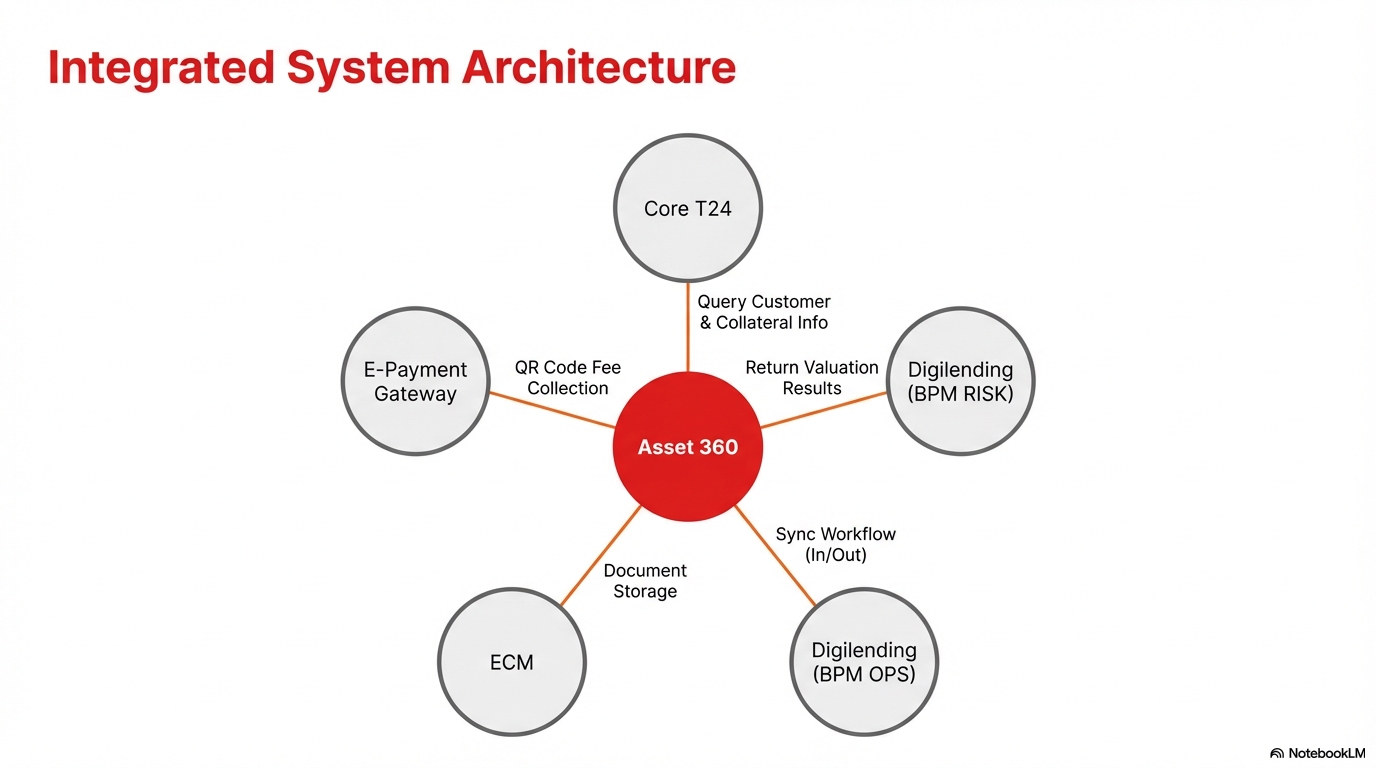 Integrated System Architecture
Core T24
Query Customer
& Collateral Info
E-Payment
Gateway
QR Code Fee
Collection
Return Valuation
Results
Digilending
(BPM RISK)
Asset 360
Sync Workflow
(In/Out)
Document
Storage
ECM
Digilending
(BPM OPS)
NotebookLM